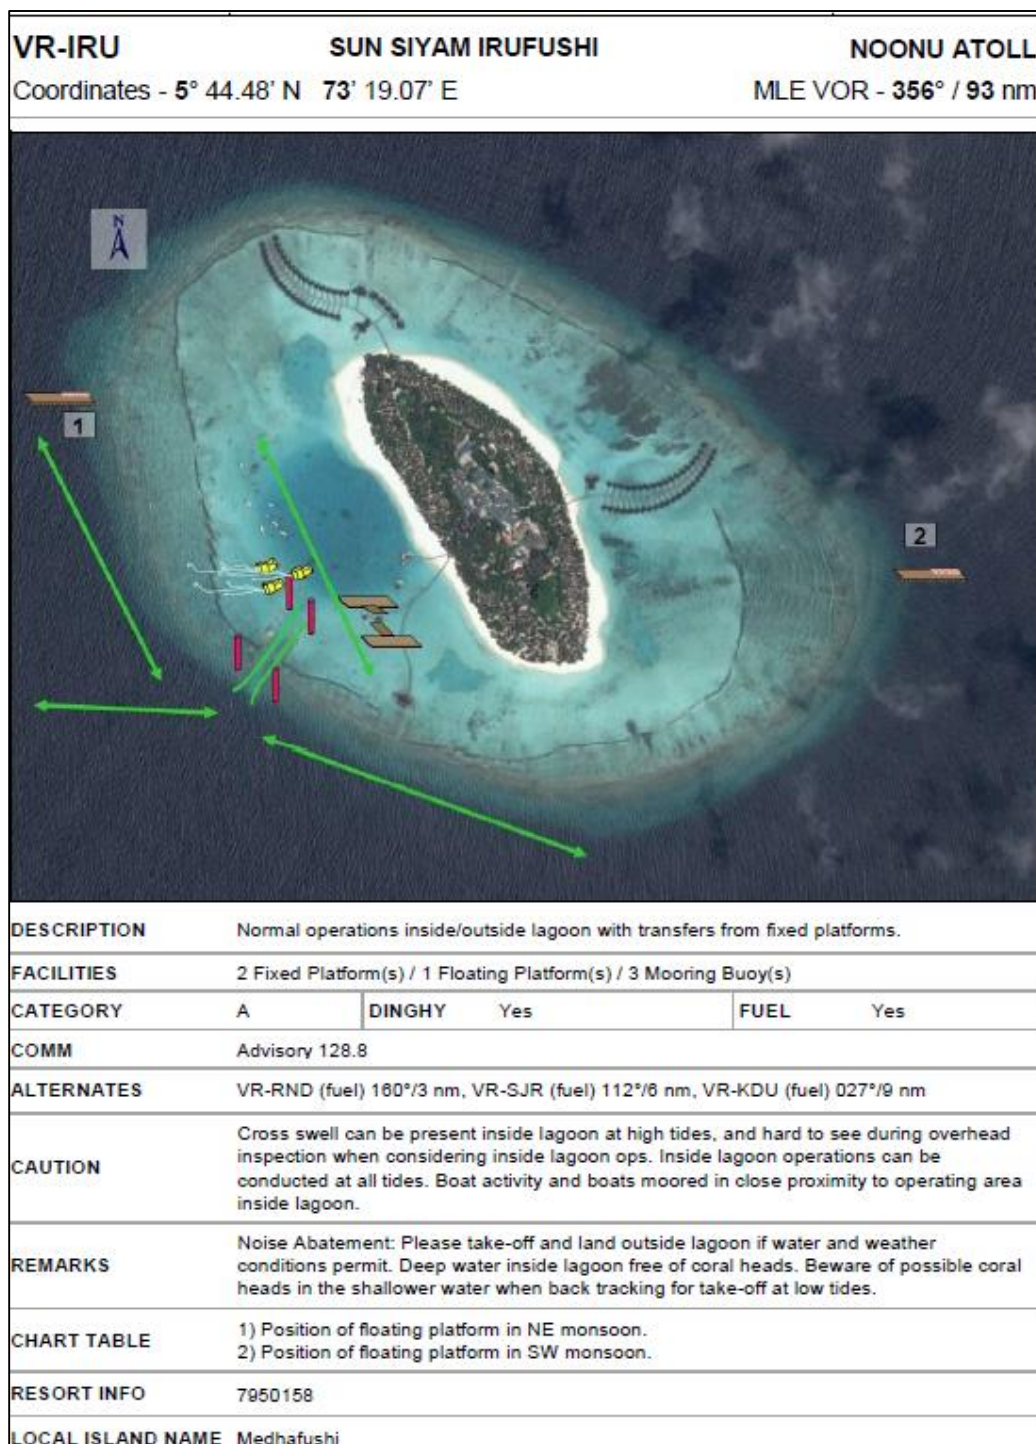 VR-IRU SUN SIYAM IRUFUSHI NOONU ATOLL
Coordinates - 5° 44.48' N 73' 19.07' E MLE VOR - 356° / 93 nm
N
1
2
DESCRIPTION Normal operations inside/outside lagoon with transfers from fixed platforms.
FACILITIES 2 Fixed Platform(s) / 1 Floating Platform(s) / 3 Mooring Buoy(s)
CATEGORY A DINGHY Yes FUEL Yes
COMM Advisory 128.8
ALTERNATES VR-RND (fuel) 160°/3 nm, VR-SJR (fuel) 112°/6 nm, VR-KDU (fuel) 027°/9 nm
CAUTION Cross swell can be present inside lagoon at high tides, and hard to see during overhead
inspection when considering inside lagoon ops. Inside lagoon operations can be
conducted at all tides. Boat activity and boats moored in close proximity to operating area
inside lagoon.
REMARKS Noise Abatement: Please take-off and land outside lagoon if water and weather
conditions permit. Deep water inside lagoon free of coral heads. Beware of possible coral
heads in the shallower water when back tracking for take-off at low tides.
CHART TABLE 1) Position of floating platform in NE monsoon.
2) Position of floating platform in SW monsoon.
RESORT INFO 7950158
LOCAL ISLAND NAME Medhafushi